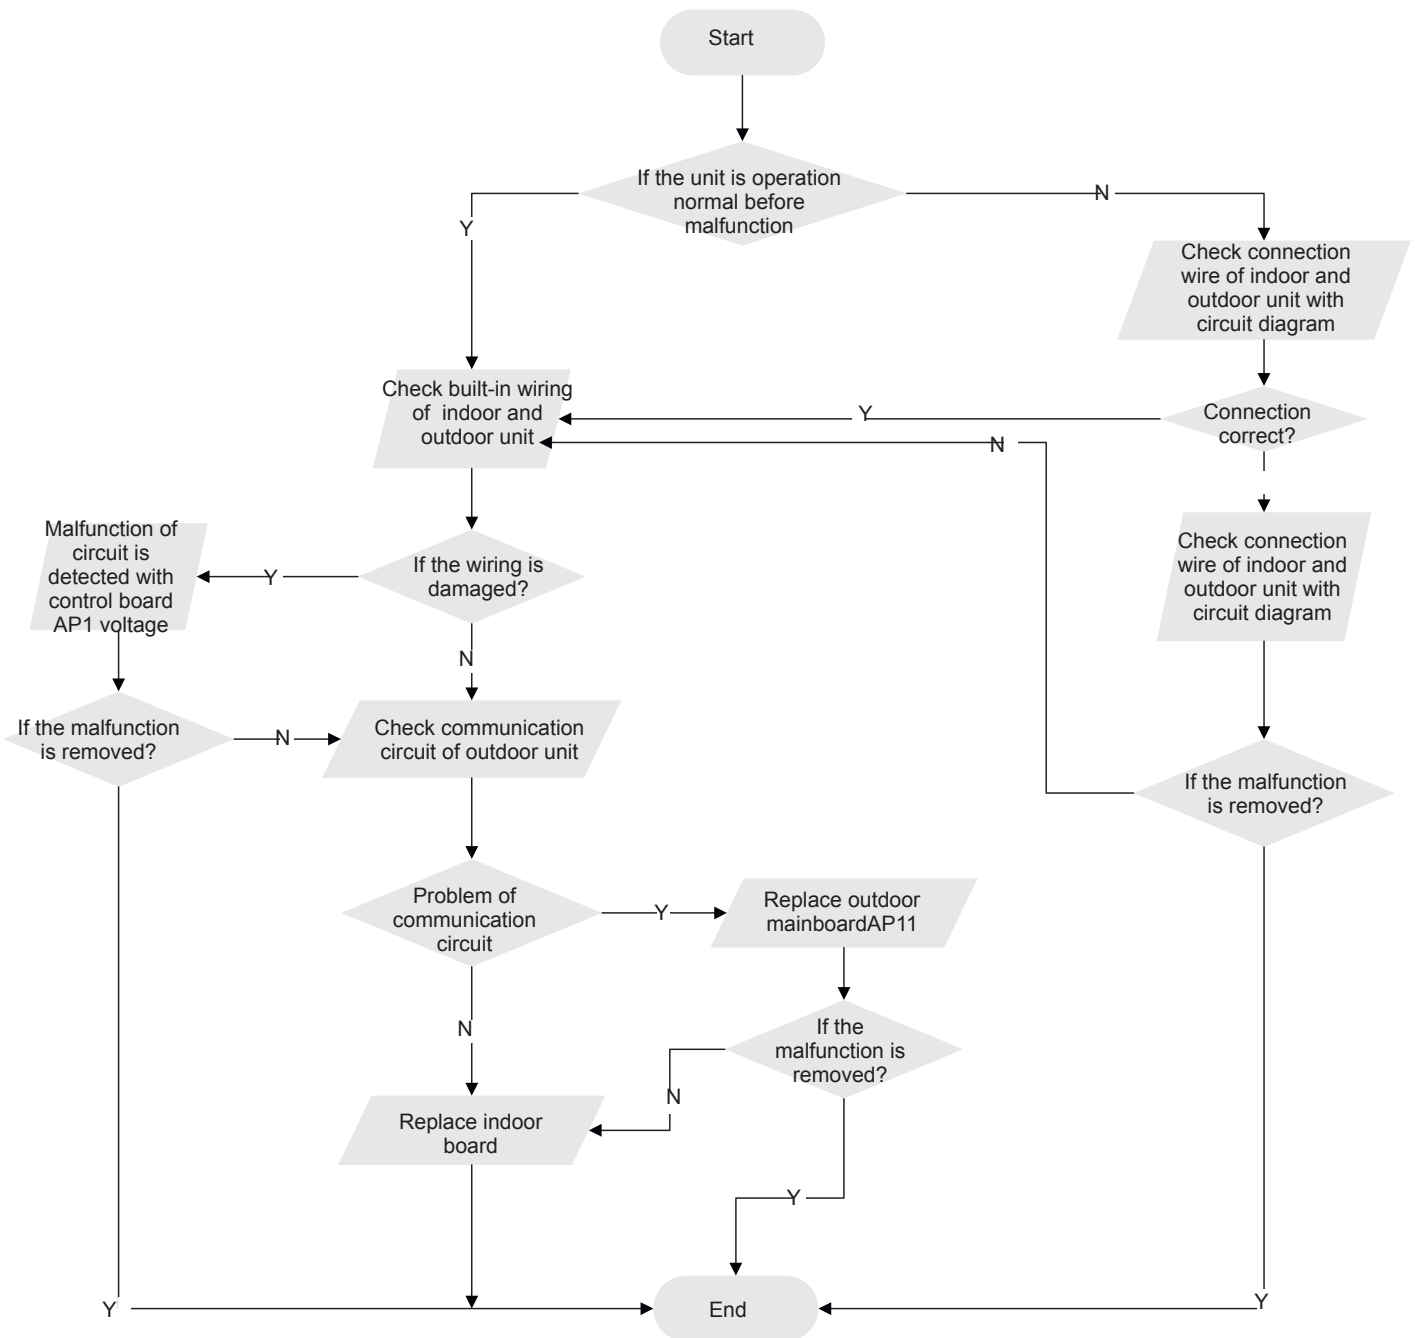 Start
If the unit is operation
normal before
malfunction
N
Y
Check connection
wire of indoor and
outdoor unit with
circuit diagram
Check built-in wiring
of indoor and
outdoor unit
Y
Connection
correct?
N
Malfunction of
circuit is
detected with
control board
AP1 voltage
Y
If the wiring is
damaged?
Check connection
wire of indoor and
outdoor unit with
circuit diagram
N
If the malfunction
is removed?
N
Check communication
circuit of outdoor unit
If the malfunction
is removed?
Problem of
communication
circuit
Y
Replace outdoor
mainboardAP11
N
If the
malfunction is
removed?
N
Replace indoor
board
Y
Y
End
Y